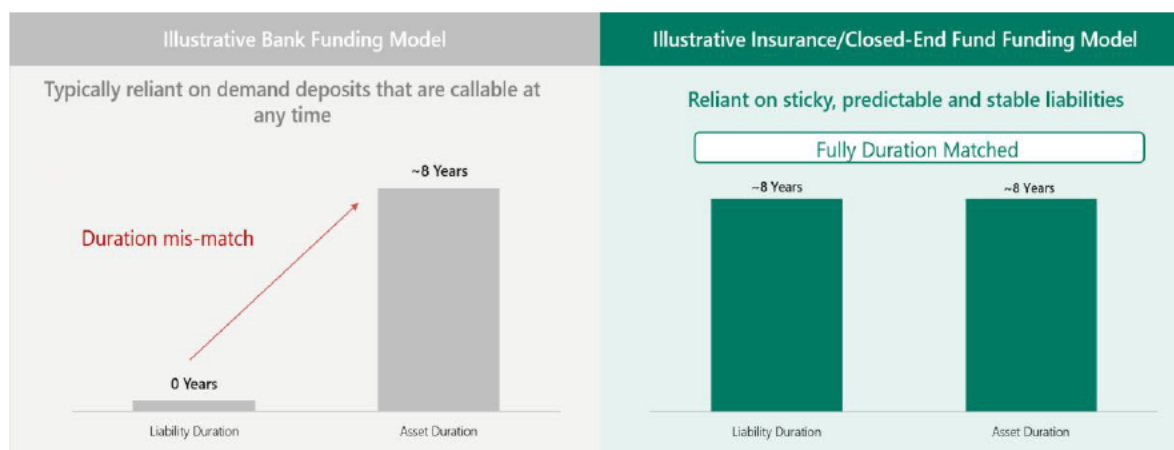 Illustrative Bank Funding Model
Typically reliant on demand deposits that are callable at
any time
~8 Years
Duration mis-match
0 Years
Liability Duration
Asset Duration
Illustrative Insurance/Closed-End Fund Funding Model
Reliant on sticky, predictable and stable liabilities
Fully Duration Matched
~8 Years
~8 Years
Liability Duration
Asset Duration